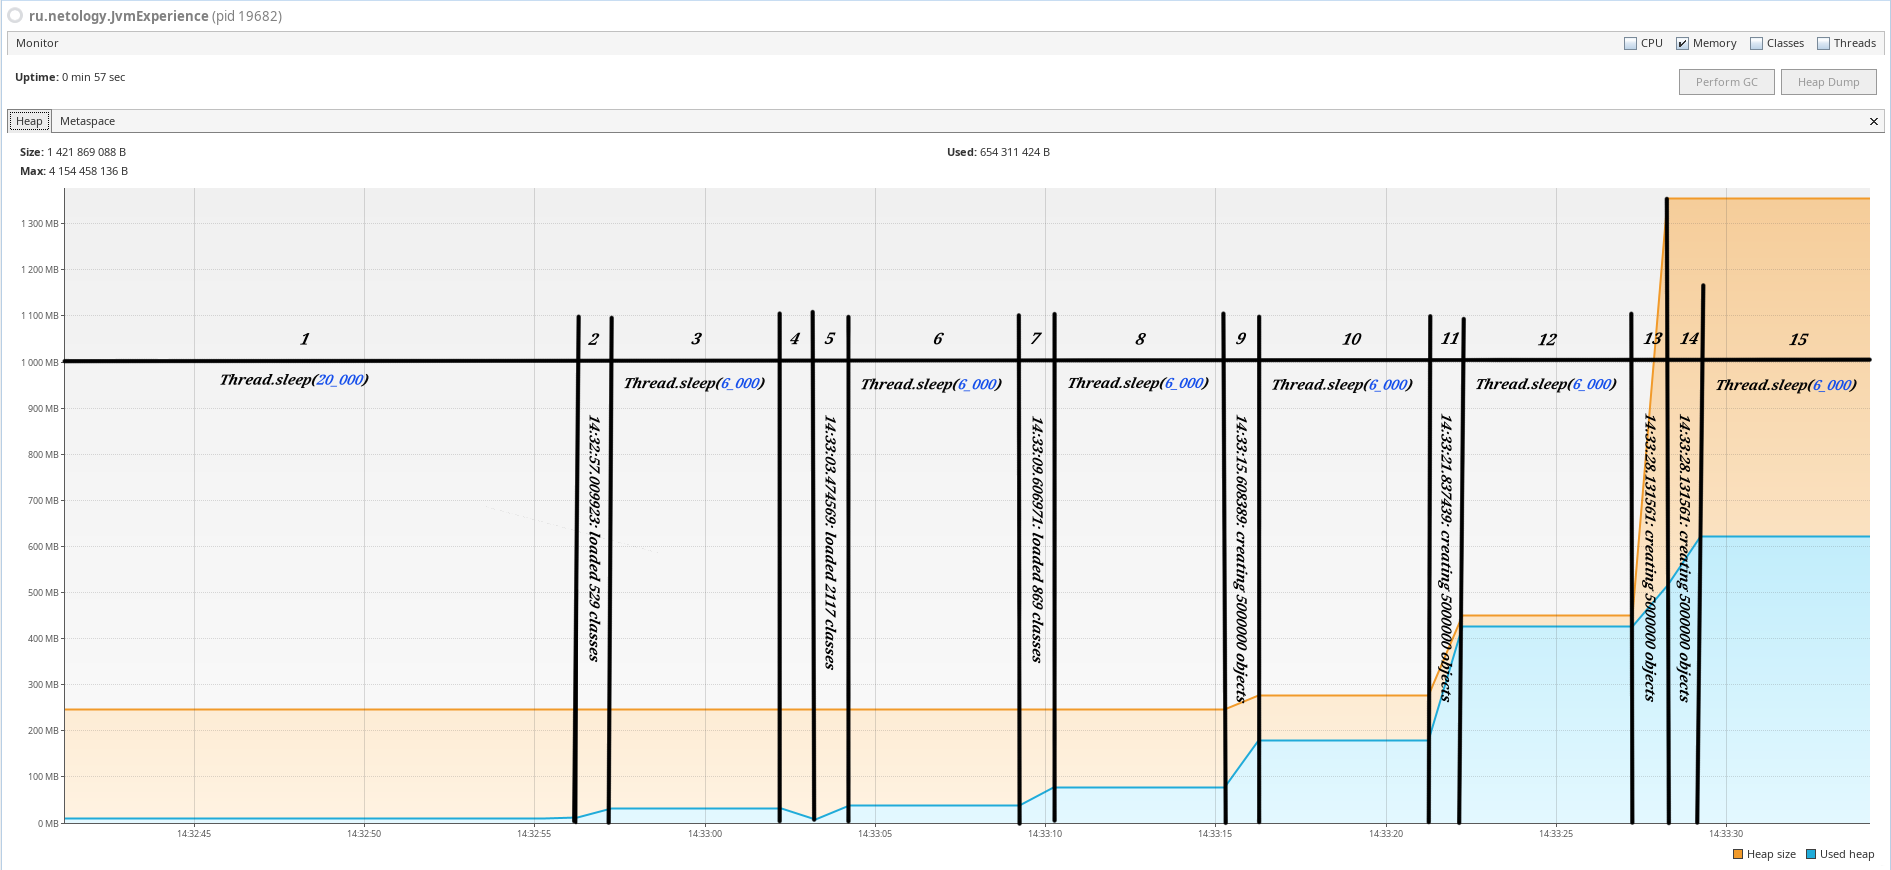 ru.netology.JvmExperience (pid 19682)
Monitor
CPU Memory Classes Threads
Uptime: 0 min 57 sec
Perform GC Heap Dump
Heap Metaspace
Size: 1 421 869 088 B
Used: 654 311 424 B
Max: 4 154 458 136 B
1 300 MB
1 200 MB
1 100 MB
1 000 MB
900 MB
800 MB
700 MB
600 MB
500 MB
400 MB
300 MB
200 MB
100 MB
0 MB
1 2 3 4 5 6 7 8 9 10 11 12 13 14 15
Thread.sleep(20_000)
Thread.sleep(6_000)
Thread.sleep(6_000)
Thread.sleep(6_000)
Thread.sleep(6_000)
Thread.sleep(6_000)
Thread.sleep(6_000)
14:32:57.009923: loaded 529 classes
14:33:03.474569: loaded 2117 classes
14:33:09.606971: loaded 869 classes
14:33:15.608389: creating 5000000 objects
14:33:21.837439: creating 5000000 objects
14:33:28.131561: creating 5000000 objects
14:33:28.131561: creating 5000000 objects
14:32:45 14:32:50 14:32:55 14:33:00 14:33:05 14:33:10 14:33:15 14:33:20 14:33:25 14:33:30
Heap size Used heap